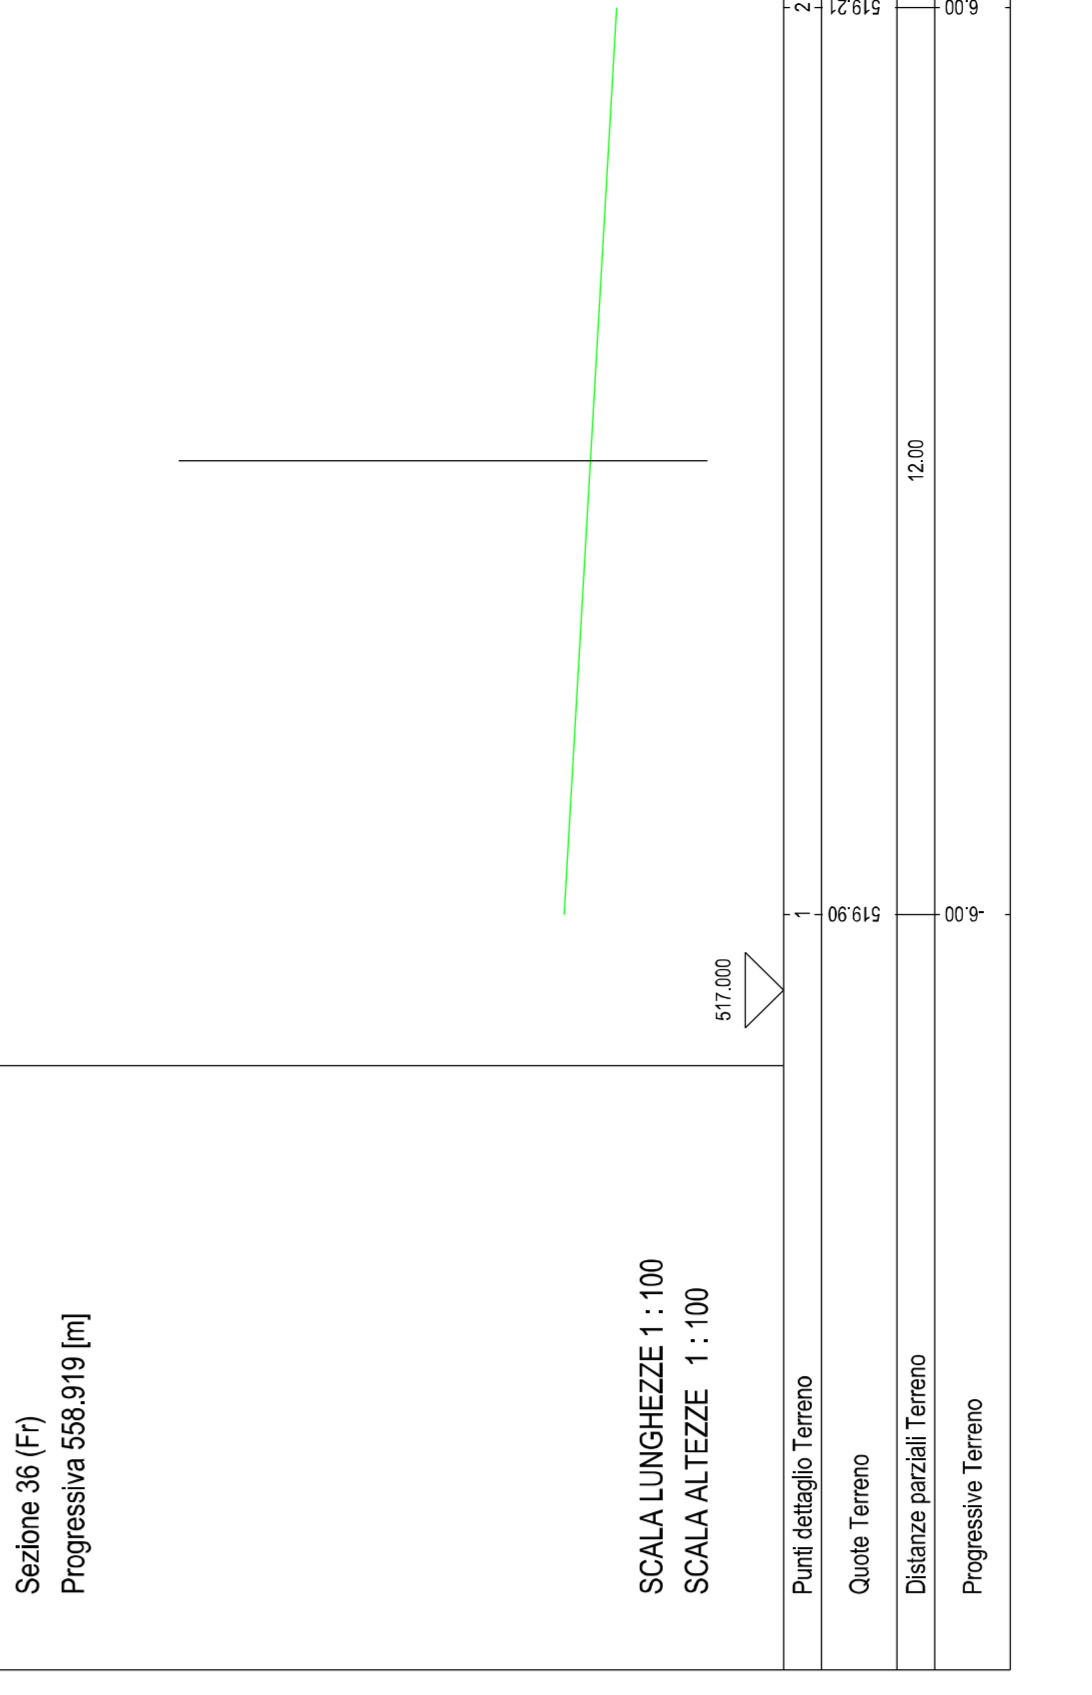 Sezione 36 (Fr)
Progressiva 558.919 [m]
SCALA LUNGHEZZE 1 : 100
SCALA ALTEZZE 1 : 100
517.000
Punti dettaglio Terreno 1 2
Quote Terreno 519.90 519.21
Distanze parziali Terreno 12.00
Progressive Terreno -6.00 6.00